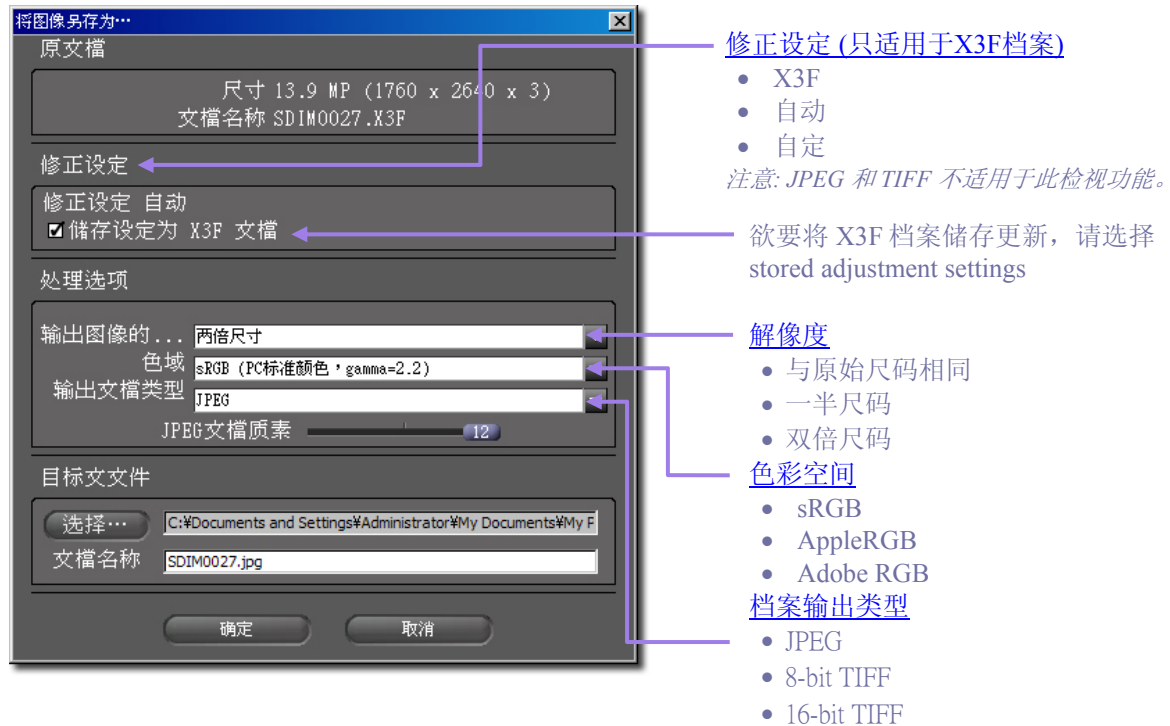 将图像另存为…
原文檔
尺寸 13.9 MP (1760 x 2640 x 3)
文檔名称 SDIM0027.X3F
修正设定
修正设定 自动
储存设定为 X3F 文檔
处理选项
输出图像的... 两倍尺寸
色域 sRGB (PC标准颜色，gamma=2.2)
输出文檔类型 JPEG
JPEG文檔质素 12
目标文文件
选择… C:¥Documents and Settings¥Administrator¥My Documents¥My P
文檔名称 SDIM0027.jpg
确定 取消
修正设定 (只适用于X3F档案)
• X3F
• 自动
• 自定
注意: JPEG 和 TIFF 不适用于此检视功能。
欲要将 X3F 档案储存更新，请选择
stored adjustment settings
解像度
• 与原始尺码相同
• 一半尺码
• 双倍尺码
色彩空间
• sRGB
• AppleRGB
• Adobe RGB
档案输出类型
• JPEG
• 8-bit TIFF
• 16-bit TIFF